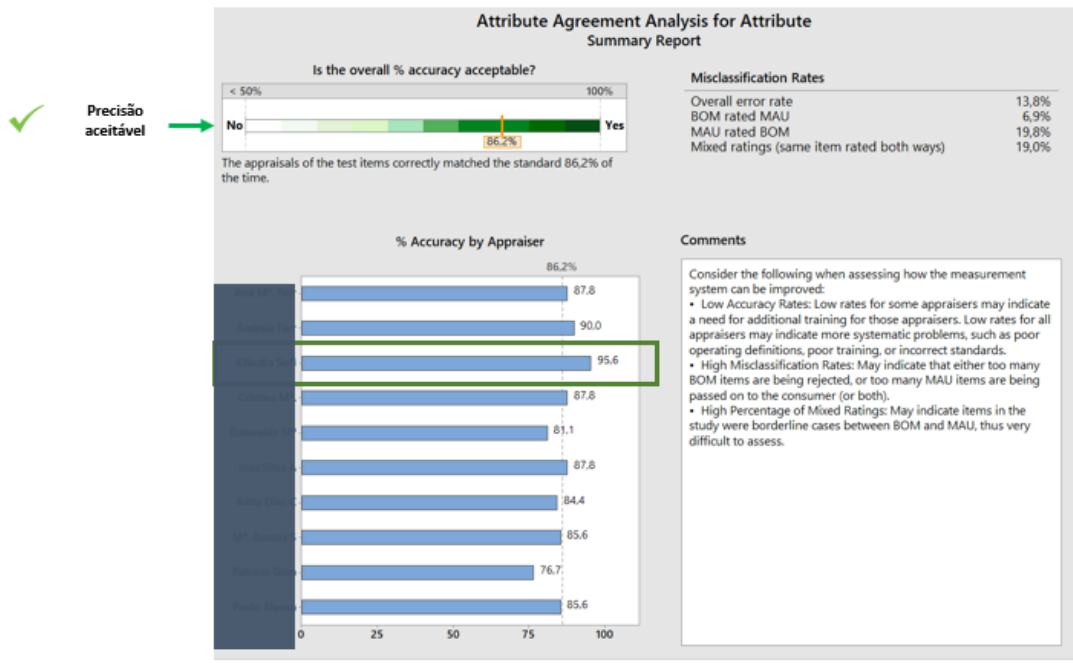 Attribute Agreement Analysis for Attribute
Summary Report
Is the overall % accuracy acceptable?
< 50%
100%
No
Yes
86,2%
The appraisals of the test items correctly matched the standard 86,2% of
the time.
Precisão
aceitável
Misclassification Rates
Overall error rate 13,8%
BOM rated MAU 6,9%
MAU rated BOM 19,8%
Mixed ratings (same item rated both ways) 19,0%
% Accuracy by Appraiser
86,2%
87.8
90.0
95.6
87.8
81.1
87.8
84.4
85.6
76.7
85.6
0 25 50 75 100
Comments
Consider the following when assessing how the measurement
system can be improved:
• Low Accuracy Rates: Low rates for some appraisers may indicate
a need for additional training for those appraisers. Low rates for all
appraisers may indicate more systematic problems, such as poor
operating definitions, poor training, or incorrect standards.
• High Misclassification Rates: May indicate that either too many
BOM items are being rejected, or too many MAU items are being
passed on to the consumer (or both).
• High Percentage of Mixed Ratings: May indicate items in the
study were borderline cases between BOM and MAU, thus very
difficult to assess.